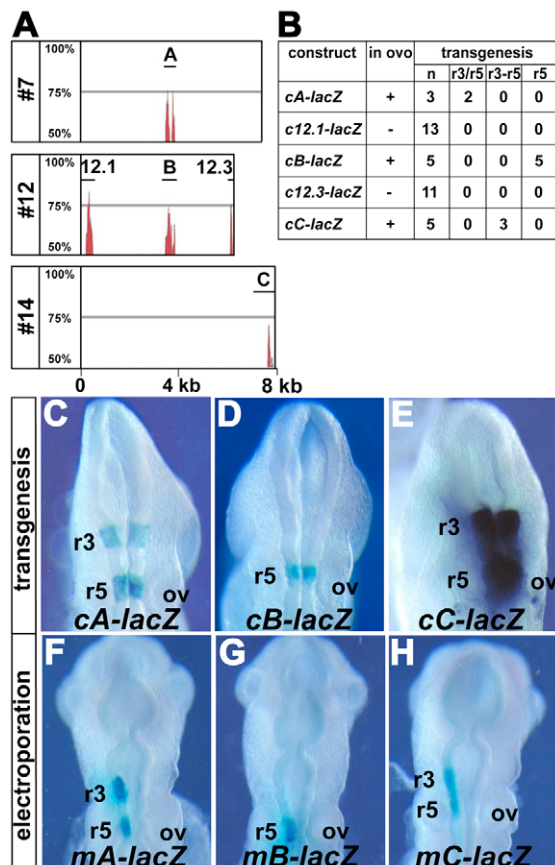 A
B
#7
100%
75%
50%
A
#12
100%
75%
50%
12.1
B
12.3
#14
100%
75%
50%
C
0
4 kb
8 kb
construct in ovo transgenesis
n r3/r5 r3-r5 r5
cA-lacZ + 3 2 0 0
c12.1-lacZ - 13 0 0 0
cB-lacZ + 5 0 0 5
c12.3-lacZ - 11 0 0 0
cC-lacZ + 5 0 3 0
transgenesis
C
r3
r5
ov
cA-lacZ
D
r5
ov
cB-lacZ
E
r3
r5
ov
cC-lacZ
electroporation
F
r3
r5
ov
mA-lacZ
G
r5
ov
mB-lacZ
H
r3
r5
ov
mC-lacZ